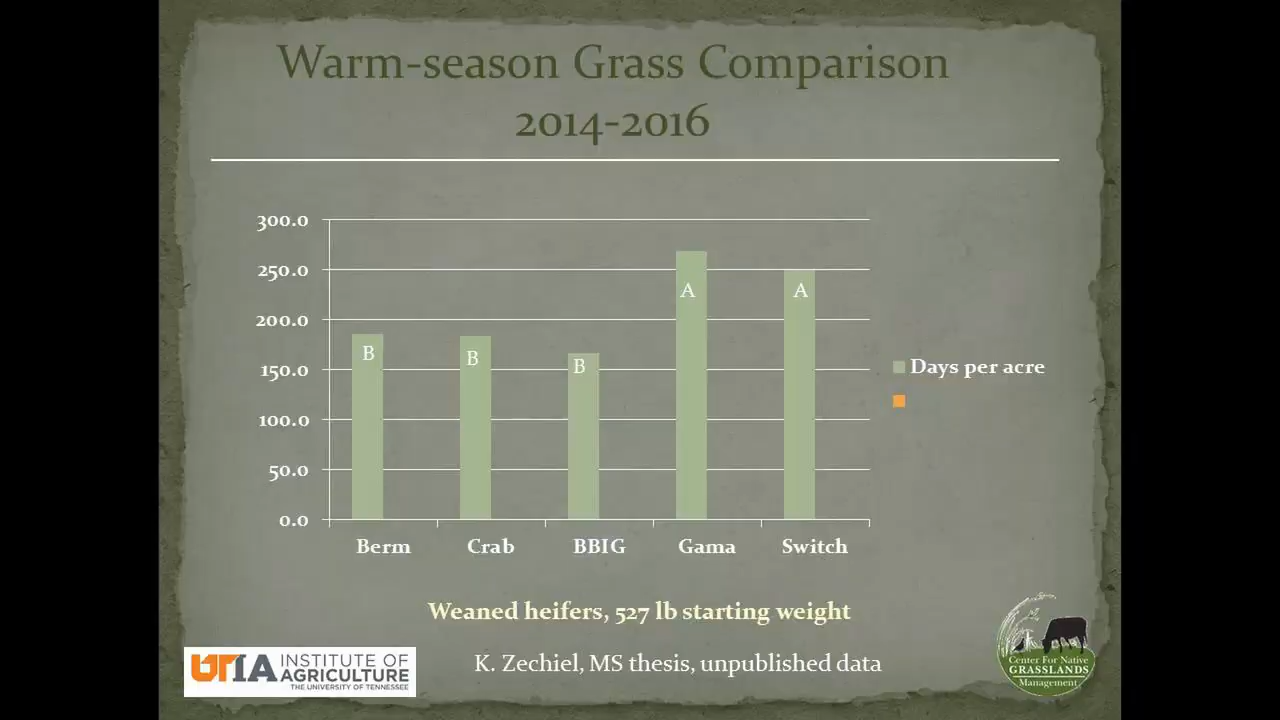 Warm-season Grass Comparison
2014-2016
300.0
250.0
200.0
150.0
100.0
50.0
0.0
B
B
B
A
A
Berm
Crab
BBIG
Gama
Switch
Days per acre
Weaned heifers, 527 lb starting weight
K. Zechiel, MS thesis, unpublished data
UTIA INSTITUTE OF
AGRICULTURE
THE UNIVERSITY OF TENNESSEE
Center For Native
GRASSLANDS
Management